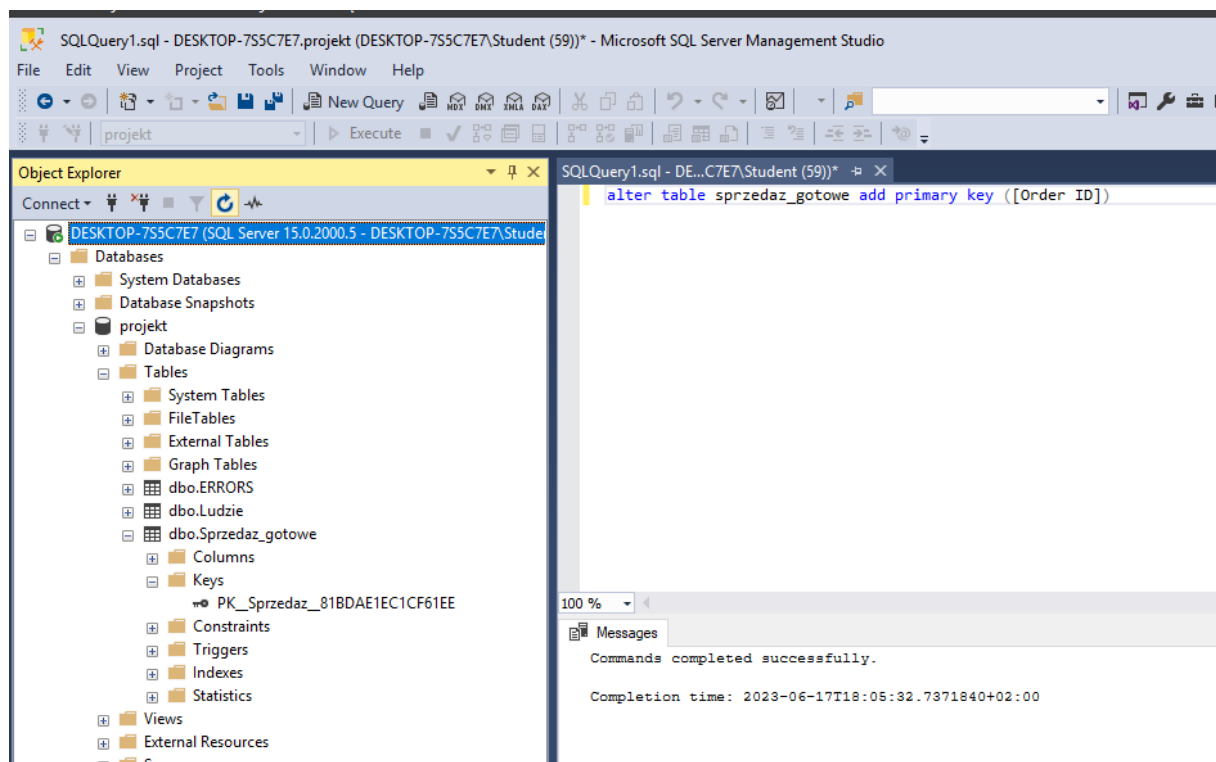 SQLQuery1.sql - DESKTOP-7S5C7E7.projekt (DESKTOP-7S5C7E7\Student (59))* - Microsoft SQL Server Management Studio
File Edit View Project Tools Window Help
New Query MDX DMX XMLA DAX
projekt Execute
Object Explorer
Connect
DESKTOP-7S5C7E7 (SQL Server 15.0.2000.5 - DESKTOP-7S5C7E7\Stude
Databases
System Databases
Database Snapshots
projekt
Database Diagrams
Tables
System Tables
FileTables
External Tables
Graph Tables
dbo.ERRORS
dbo.Ludzie
dbo.Sprzedaz_gotowe
Columns
Keys
PK__Sprzedaz__81BDAE1EC1CF61EE
Constraints
Triggers
Indexes
Statistics
Views
External Resources
SQLQuery1.sql - DE...C7E7\Student (59))*
alter table sprzedaz_gotowe add primary key ([Order ID])
100 %
Messages
Commands completed successfully.
Completion time: 2023-06-17T18:05:32.7371840+02:00